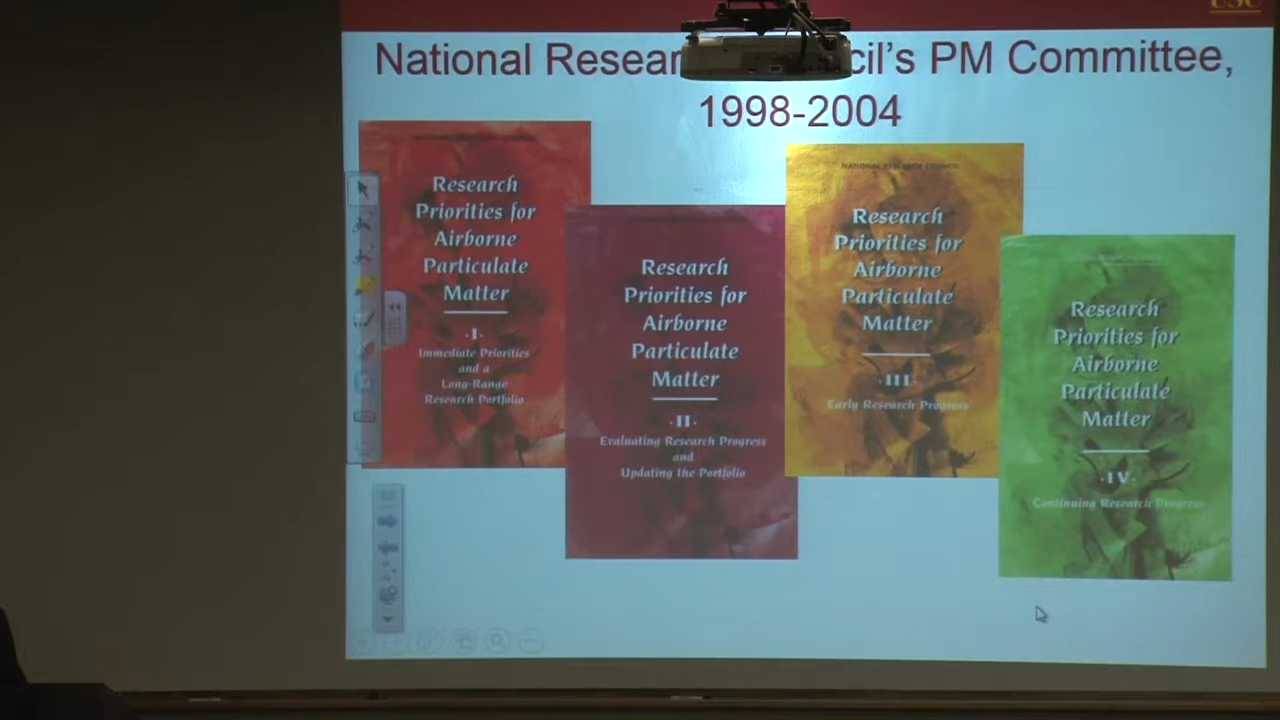 USC
National Resear cil's PM Committee,
1998-2004
Research
Priorities for
Airborne
Particulate
Matter
·I·
Immediate Priorities
and a
Long-Range
Research Portfolio
Research
Priorities for
Airborne
Particulate
Matter
·II·
Evaluating Research Progress
and
Updating the Portfolio
NATIONAL RESEARCH COUNCIL
Research
Priorities for
Airborne
Particulate
Matter
·III·
Early Research Progress
Research
Priorities for
Airborne
Particulate
Matter
·IV·
Continuing Research Progress